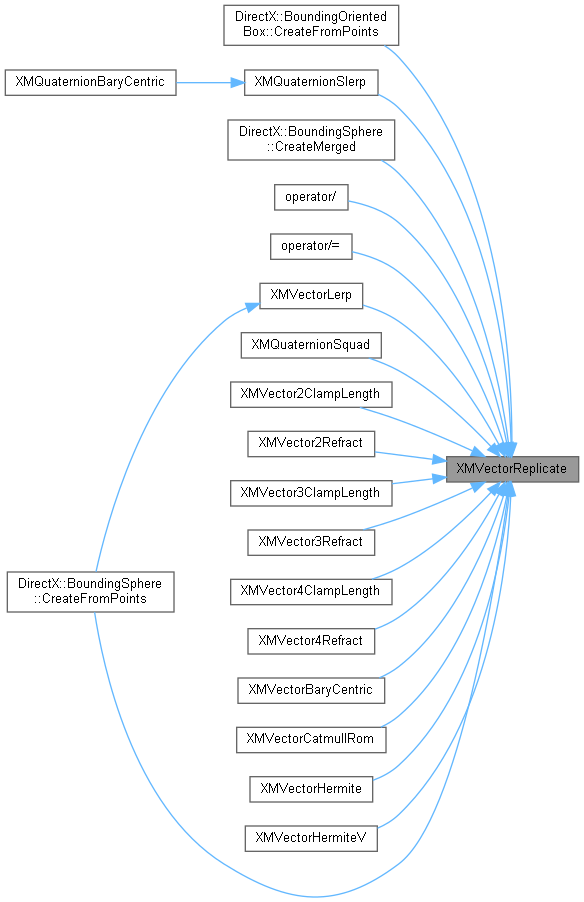 DirectX::BoundingOriented
Box::CreateFromPoints
XMQuaternionBaryCentric
XMQuaternionSlerp
DirectX::BoundingSphere
::CreateMerged
operator/
operator/=
XMVectorLerp
XMQuaternionSquad
XMVector2ClampLength
XMVector2Refract
XMVectorReplicate
XMVector3ClampLength
XMVector3Refract
DirectX::BoundingSphere
::CreateFromPoints
XMVector4ClampLength
XMVector4Refract
XMVectorBaryCentric
XMVectorCatmullRom
XMVectorHermite
XMVectorHermiteV